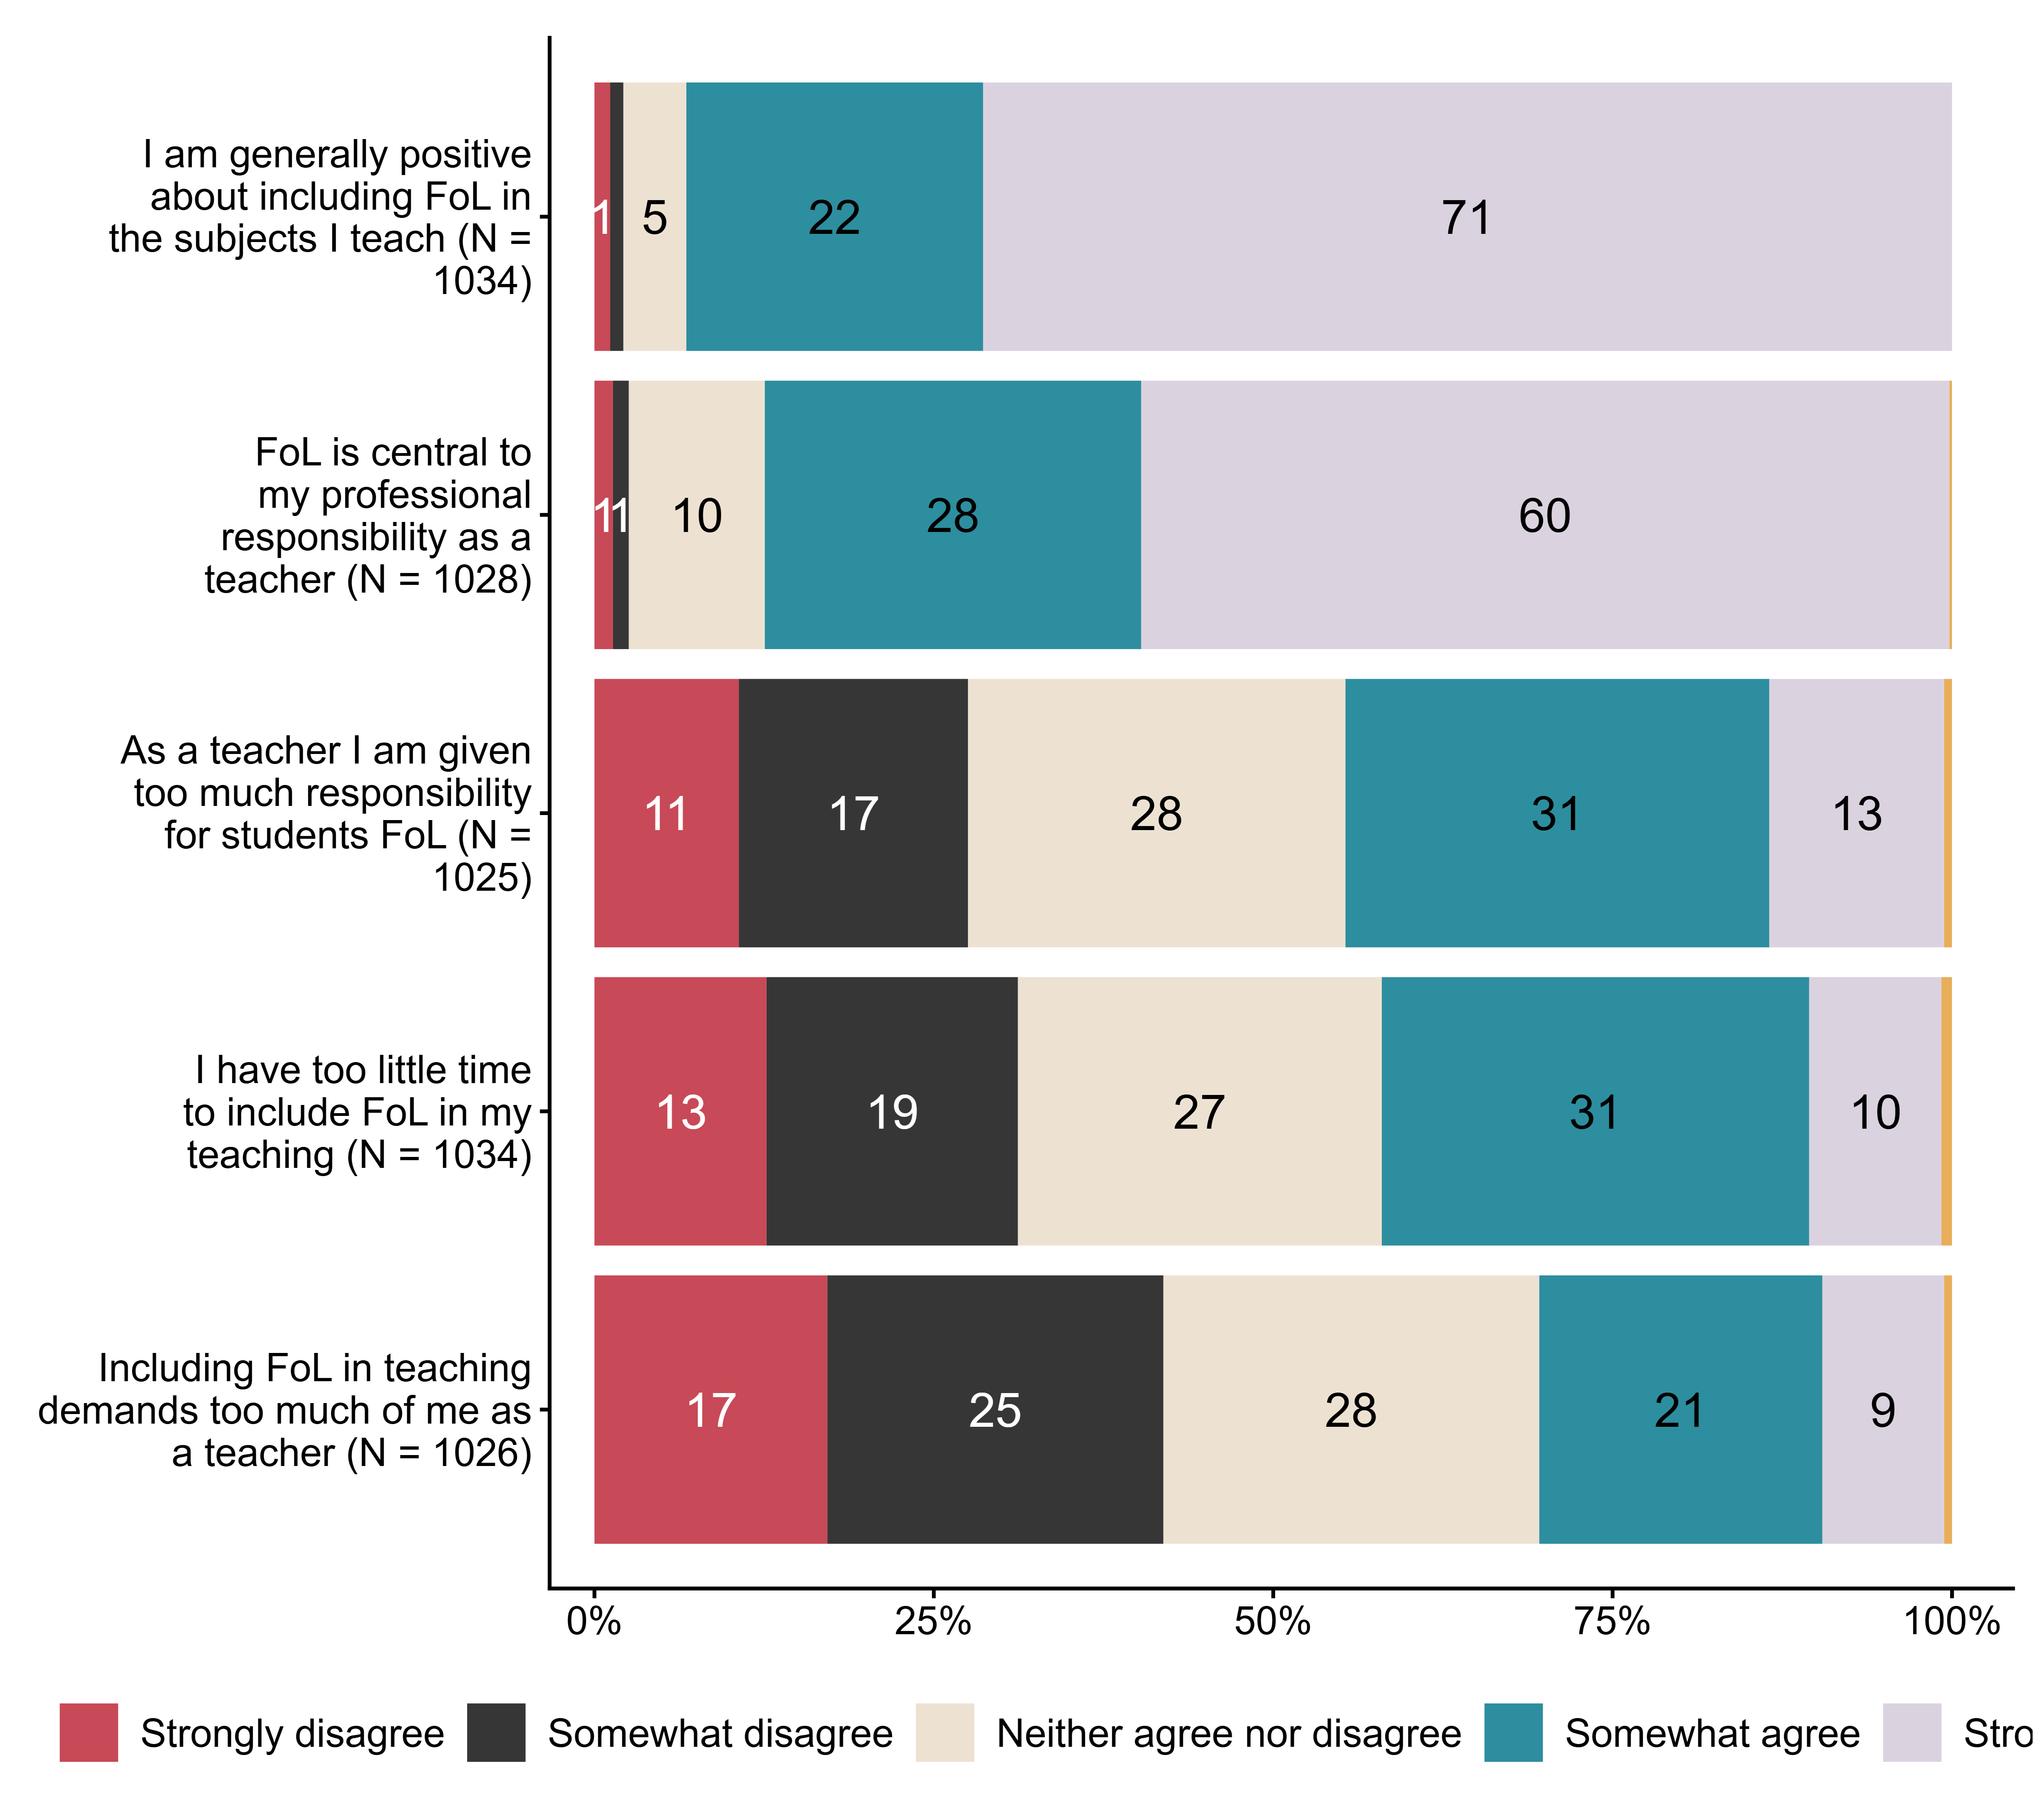 I am generally positive
about including FoL in
the subjects I teach (N =
1034)
1 5 22 71
FoL is central to
my professional
responsibility as a
teacher (N = 1028)
1 1 10 28 60
As a teacher I am given
too much responsibility
for students FoL (N =
1025)
11 17 28 31 13
I have too little time
to include FoL in my
teaching (N = 1034)
13 19 27 31 10
Including FoL in teaching
demands too much of me as
a teacher (N = 1026)
17 25 28 21 9
0% 25% 50% 75% 100%
Strongly disagree Somewhat disagree Neither agree nor disagree Somewhat agree